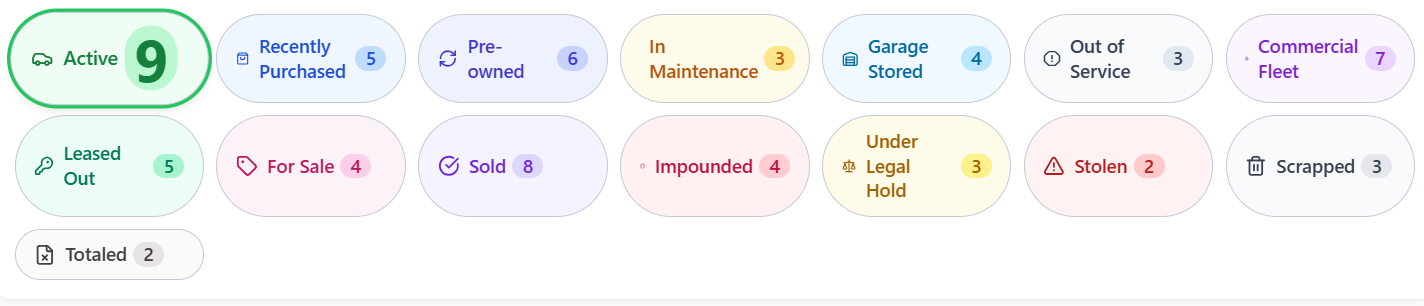 Active 9
Recently Purchased 5
Pre-owned 6
In Maintenance 3
Garage Stored 4
Out of Service 3
Commercial Fleet 7
Leased Out 5
For Sale 4
Sold 8
Impounded 4
Under Legal Hold 3
Stolen 2
Scrapped 3
Totaled 2